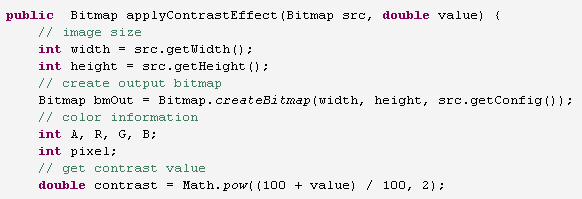 public  Bitmap applyContrastEffect(Bitmap src, double value) {
// image size
int width = src.getWidth();
int height = src.getHeight();
// create output bitmap
Bitmap bmOut = Bitmap.createBitmap(width, height, src.getConfig());
// color information
int A, R, G, B;
int pixel;
// get contrast value
double contrast = Math.pow((100 + value) / 100, 2);